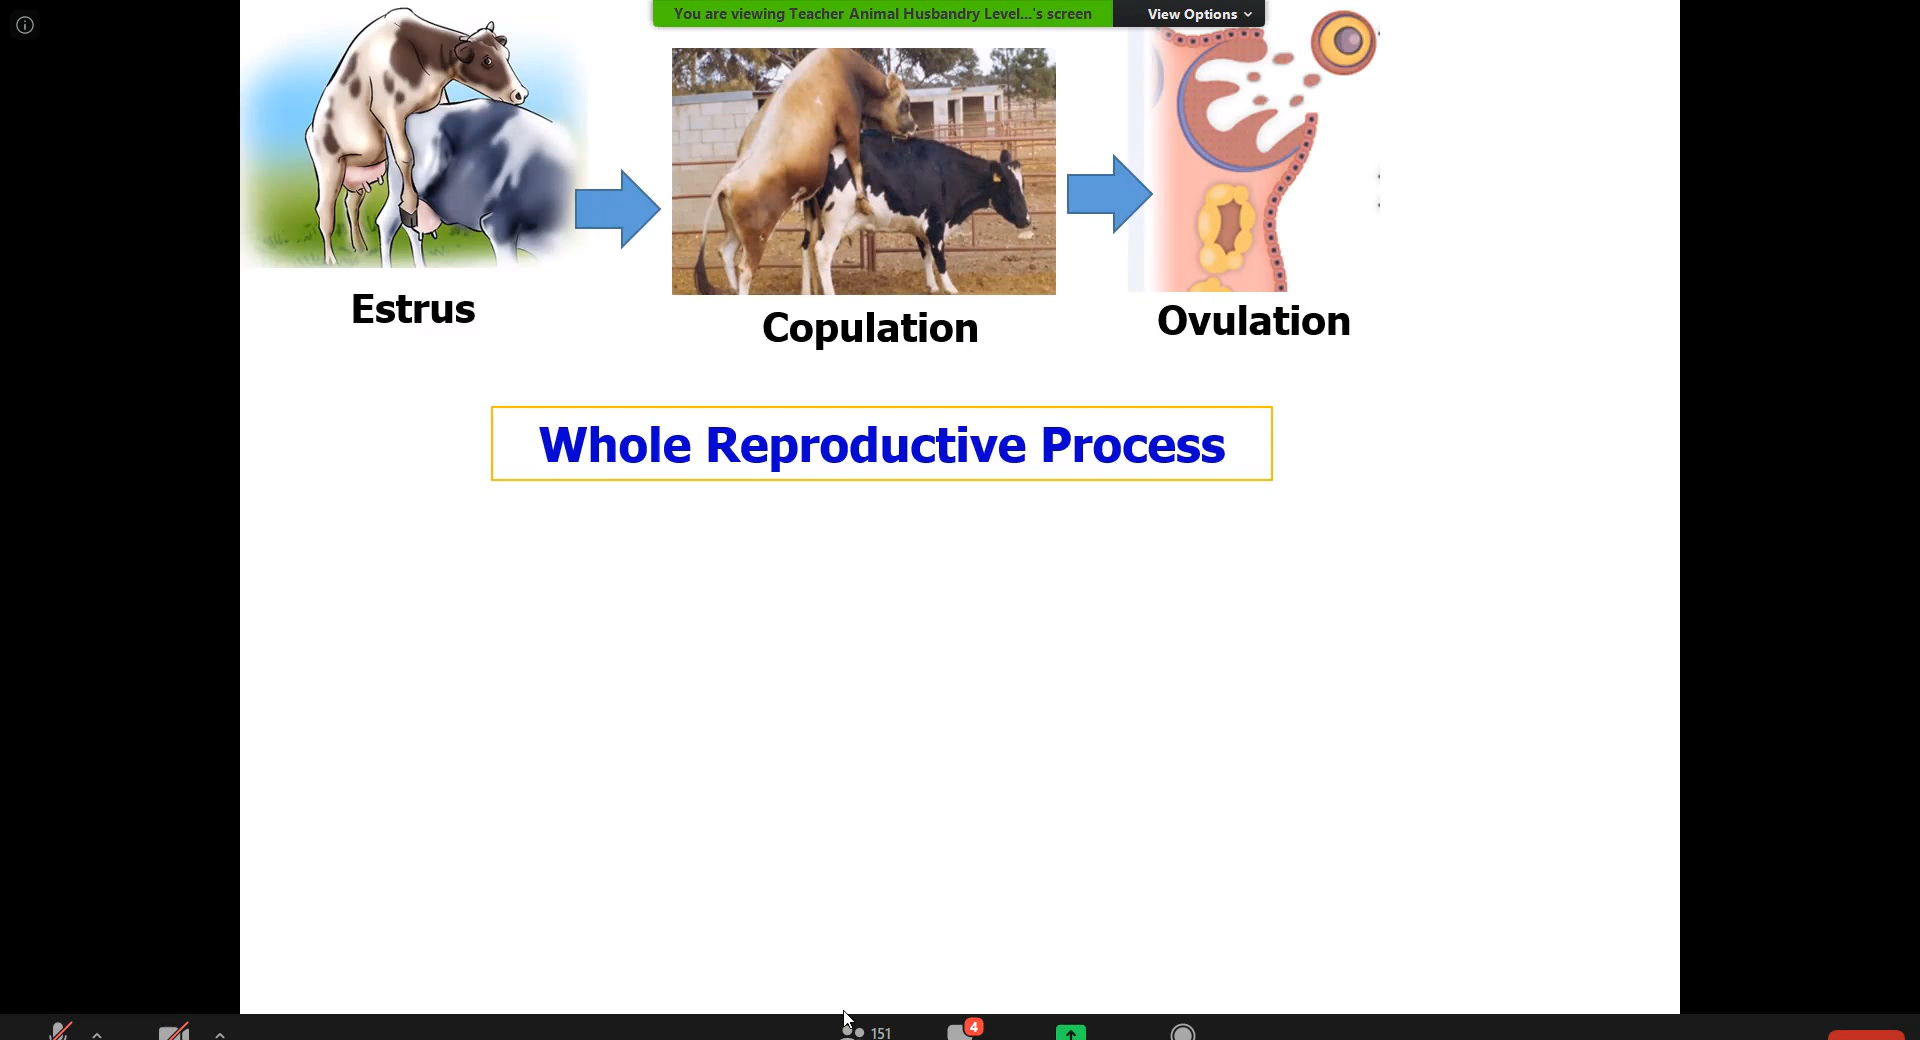 You are viewing Teacher Animal Husbandry Level...'s screen
View Options
Estrus
Copulation
Ovulation
Whole Reproductive Process
151
4